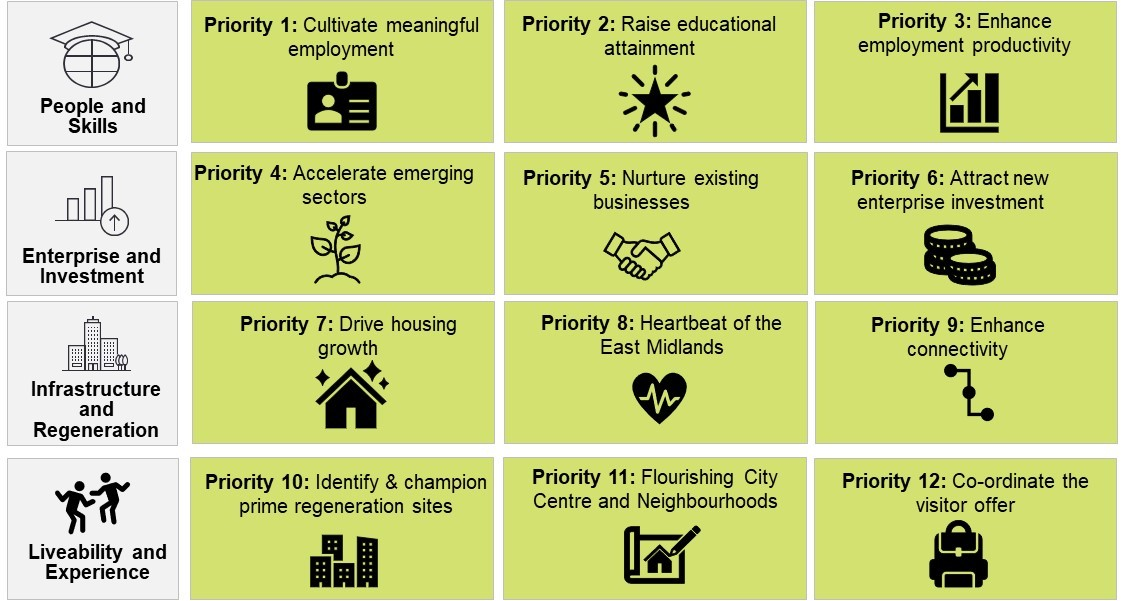 People and
Skills
Priority 1: Cultivate meaningful
employment
Priority 2: Raise educational
attainment
Priority 3: Enhance
employment productivity
Enterprise and
Investment
Priority 4: Accelerate emerging
sectors
Priority 5: Nurture existing
businesses
Priority 6: Attract new
enterprise investment
Infrastructure
and
Regeneration
Priority 7: Drive housing
growth
Priority 8: Heartbeat of the
East Midlands
Priority 9: Enhance
connectivity
Liveability and
Experience
Priority 10: Identify & champion
prime regeneration sites
Priority 11: Flourishing City
Centre and Neighbourhoods
Priority 12: Co-ordinate the
visitor offer